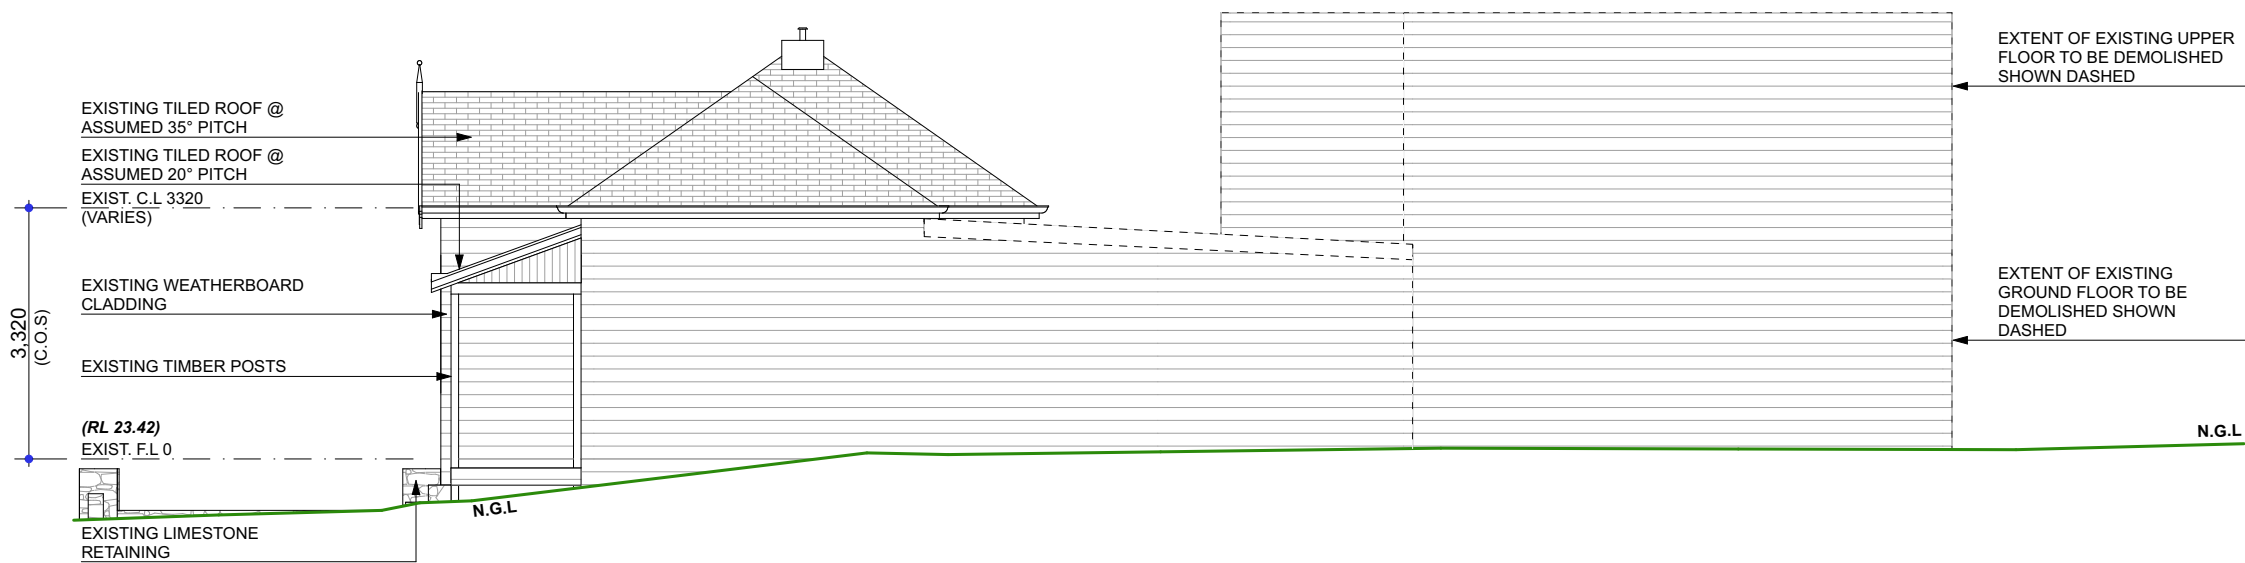 EXISTING TILED ROOF @
ASSUMED 35° PITCH
EXISTING TILED ROOF @
ASSUMED 20° PITCH
EXIST. C.L 3320
(VARIES)
EXISTING WEATHERBOARD
CLADDING
3,320
(C.O.S)
EXISTING TIMBER POSTS
(RL 23.42)
EXIST. F.L 0
EXISTING LIMESTONE
RETAINING
N.G.L
EXTENT OF EXISTING UPPER
FLOOR TO BE DEMOLISHED
SHOWN DASHED
EXTENT OF EXISTING
GROUND FLOOR TO BE
DEMOLISHED SHOWN
DASHED
N.G.L